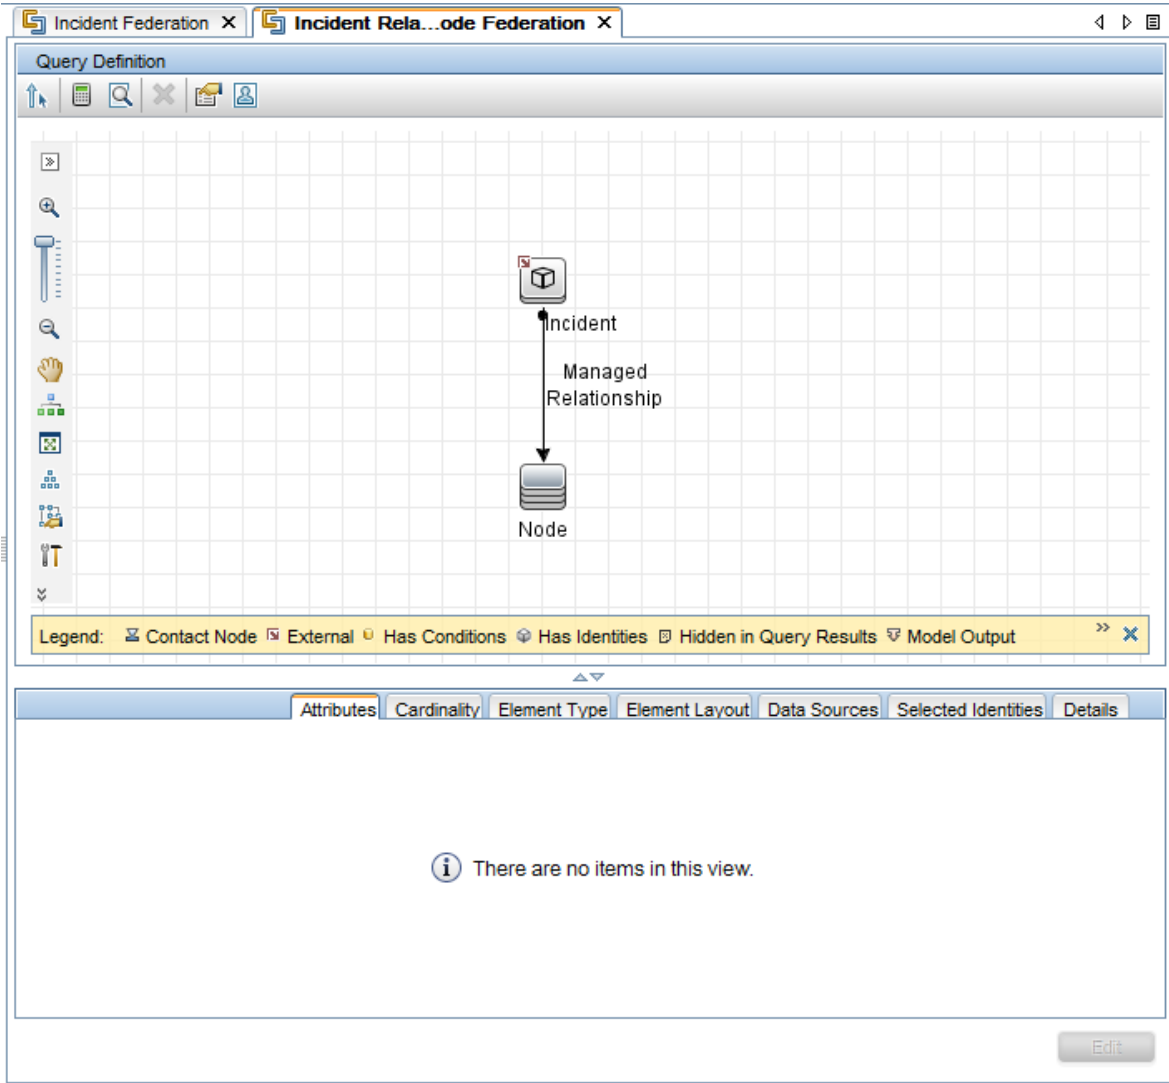 Incident Federation X Incident Rela...ode Federation X
Query Definition
Incident
Managed
Relationship
Node
Legend: Contact Node External Has Conditions Has Identities Hidden in Query Results Model Output
Attributes Cardinality Element Type Element Layout Data Sources Selected Identities Details
There are no items in this view.
Edit